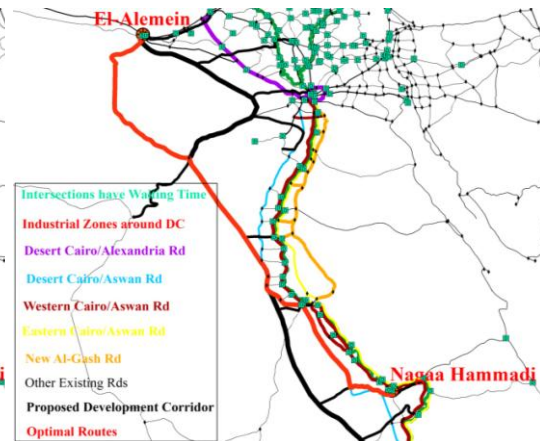 El-Alemein
Intersections have Waiting Time
Industrial Zones around DC
Desert Cairo/Alexandria Rd
Desert Cairo/Aswan Rd
Western Cairo/Aswan Rd
Eastern Cairo/Aswan Rd
New Al-Gash Rd
Other Existing Rds
Proposed Development Corridor
Optimal Routes
i
Nagaa Hammadi